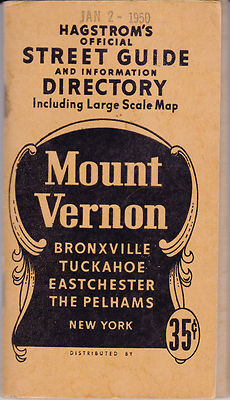 JAN 2 - 1950
HAGSTROM'S
OFFICIAL
STREET GUIDE
AND INFORMATION
DIRECTORY
Including Large Scale Map
Mount
Vernon
BRONXVILLE
TUCKAHOE
EASTCHESTER
THE PELHAMS
NEW YORK
35¢
DISTRIBUTED BY